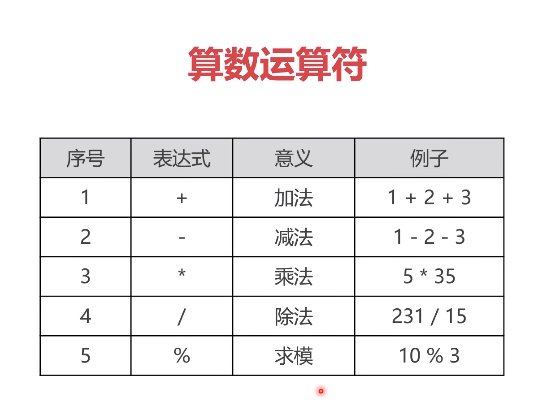 算数运算符
序号 表达式 意义 例子
1 + 加法 1 + 2 + 3
2 - 减法 1 - 2 - 3
3 * 乘法 5 * 35
4 / 除法 231 / 15
5 % 求模 10 % 3